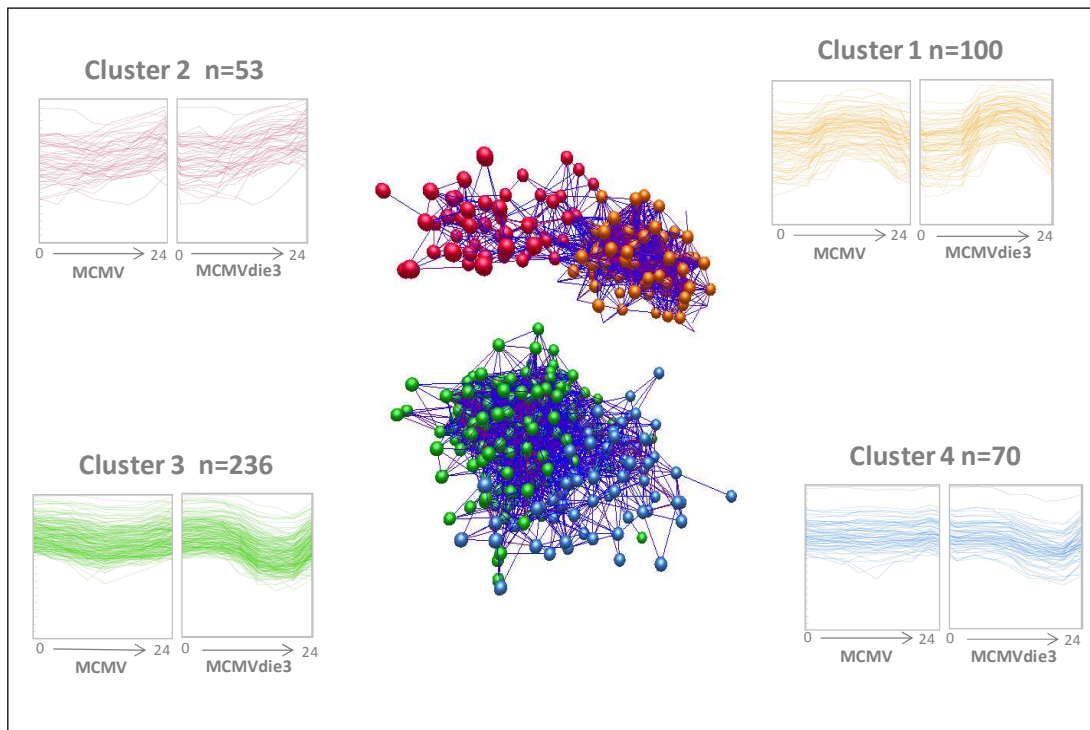 Cluster 2 n=53
0 24 24
MCMV MCMVdie3
Cluster 1 n=100
0 24 0 24
MCMV MCMVdie3
Cluster 3 n=236
0 24 0 24
MCMV MCMVdie3
Cluster 4 n=70
0 24 0 24
MCMV MCMVdie3